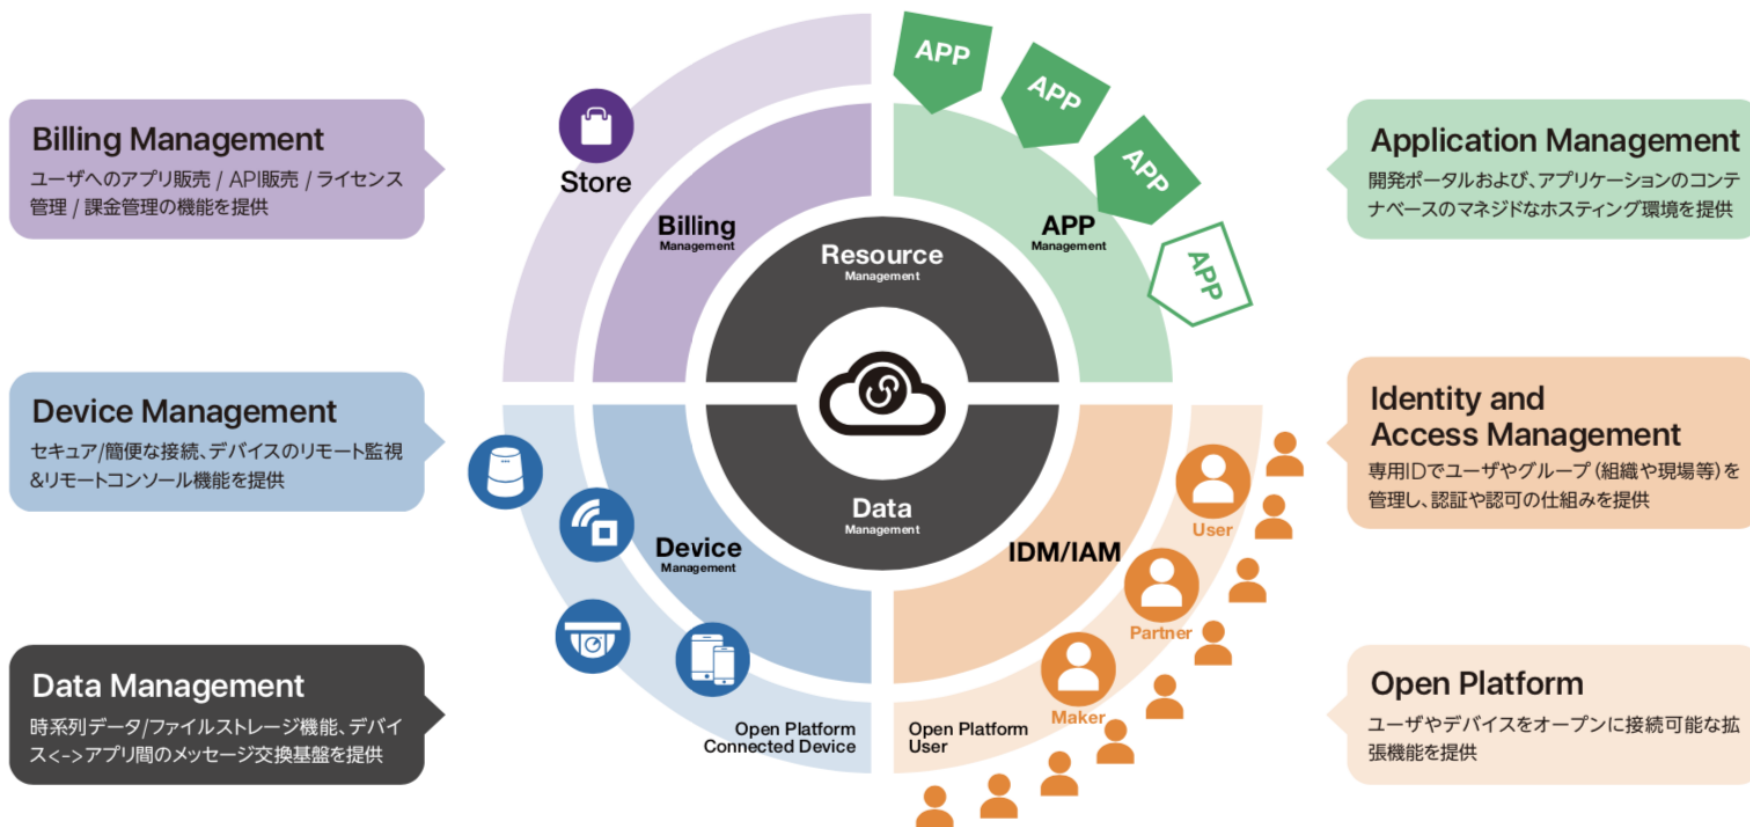 Billing Management
ユーザへのアプリ販売 / API販売 / ライセンス
管理 / 課金管理の機能を提供
Device Management
セキュア/簡便な接続、デバイスのリモート監視
&リモートコンソール機能を提供
Data Management
時系列データ/ファイルストレージ機能、デバイ
ス<->アプリ間のメッセージ交換基盤を提供
Store
Billing
Management
Resource
Management
APP
Management
APP
APP
APP
APP
Data
Management
Device
Management
IDM/IAM
User
Partner
Maker
Open Platform
Connected Device
Open Platform
User
Application Management
開発ポータルおよび、アプリケーションのコンテ
ナベースのマネジドなホスティング環境を提供
Identity and
Access Management
専用IDでユーザやグループ（組織や現場等）を
管理し、認証や認可の仕組みを提供
Open Platform
ユーザやデバイスをオープンに接続可能な拡
張機能を提供